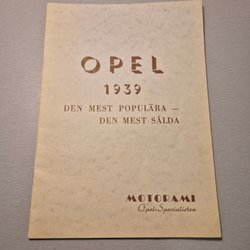 OPEL
1939
DEN MEST POPULÄRA —
DEN MEST SÅLDA
MOTORAMI
Opel-Specialisten